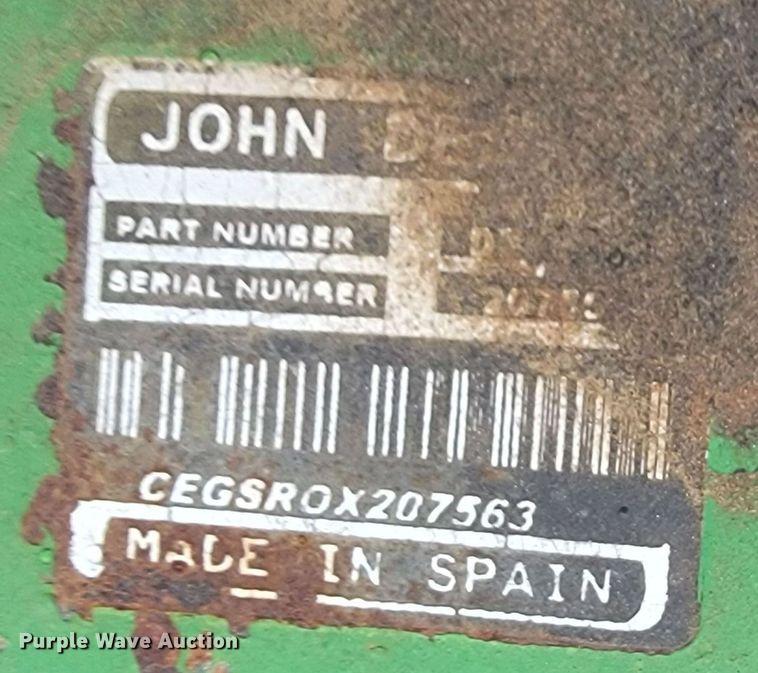 JOHN
PART NUMBER
SERIAL NUMBER
CEGSROX207563
MADE IN SPAIN
Purple Wave Auction